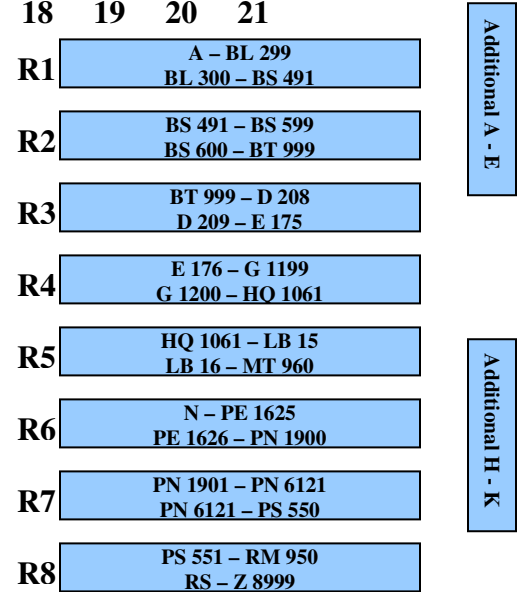 18 19 20 21
R1
A – BL 299
BL 300 – BS 491
R2
BS 491 – BS 599
BS 600 – BT 999
R3
BT 999 – D 208
D 209 – E 175
R4
E 176 – G 1199
G 1200 – HQ 1061
R5
HQ 1061 – LB 15
LB 16 – MT 960
R6
N – PE 1625
PE 1626 – PN 1900
R7
PN 1901 – PN 6121
PN 6121 – PS 550
R8
PS 551 – RM 950
RS – Z 8999
Additional A - E
Additional H - K